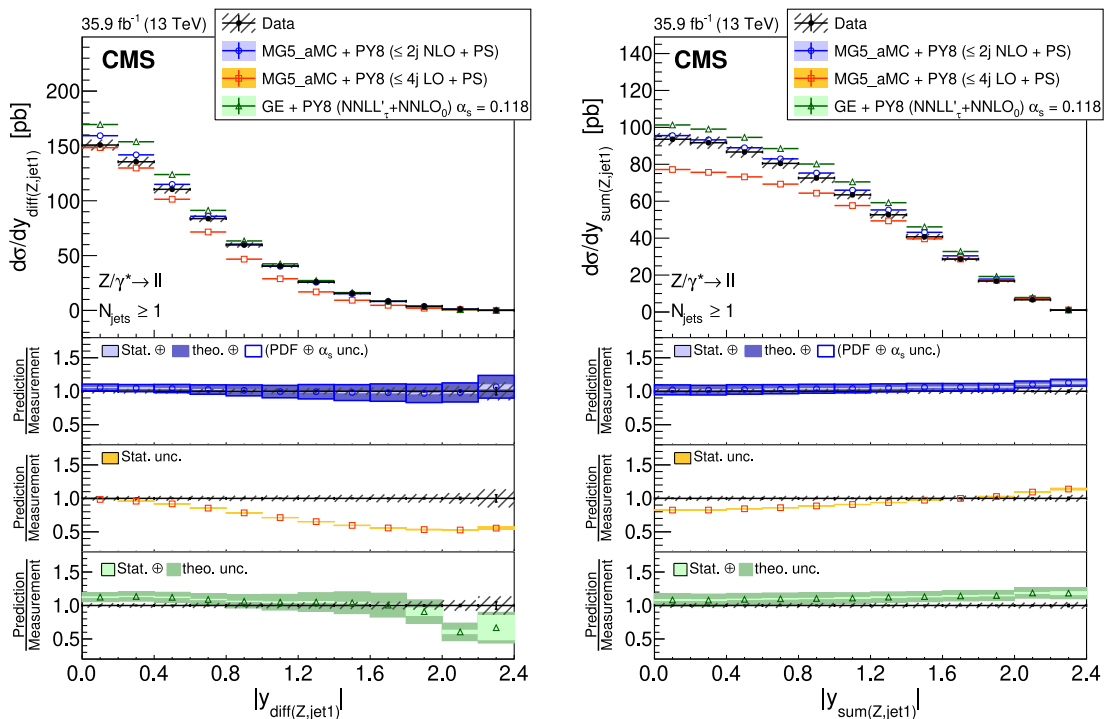 35.9 fb⁻¹ (13 TeV)
Data
MG5_aMC + PY8 (≤ 2j NLO + PS)
MG5_aMC + PY8 (≤ 4j LO + PS)
GE + PY8 (NNLL'τ+NNLO₀) αs = 0.118
CMS
dσ/dy diff(Z,jet1) [pb]
200
150
100
50
0
Z/γ*→ ll
N jets ≥ 1
Stat. ⊕ theo. ⊕ (PDF ⊕ αs unc.)
Prediction
Measurement
1.5
1.0
0.5
Stat. unc.
Prediction
Measurement
1.5
1.0
0.5
Stat. ⊕ theo. unc.
Prediction
Measurement
1.5
1.0
0.5
0.0 0.4 0.8 1.2 1.6 2.0 2.4
|y diff(Z,jet1)|
35.9 fb⁻¹ (13 TeV)
Data
MG5_aMC + PY8 (≤ 2j NLO + PS)
MG5_aMC + PY8 (≤ 4j LO + PS)
GE + PY8 (NNLL'τ+NNLO₀) αs = 0.118
CMS
dσ/dy sum(Z,jet1) [pb]
140
120
100
80
60
40
20
0
Z/γ*→ ll
N jets ≥ 1
Stat. ⊕ theo. ⊕ (PDF ⊕ αs unc.)
Prediction
Measurement
1.5
1.0
0.5
Stat. unc.
Prediction
Measurement
1.5
1.0
0.5
Stat. ⊕ theo. unc.
Prediction
Measurement
1.5
1.0
0.5
0.0 0.4 0.8 1.2 1.6 2.0 2.4
|y sum(Z,jet1)|